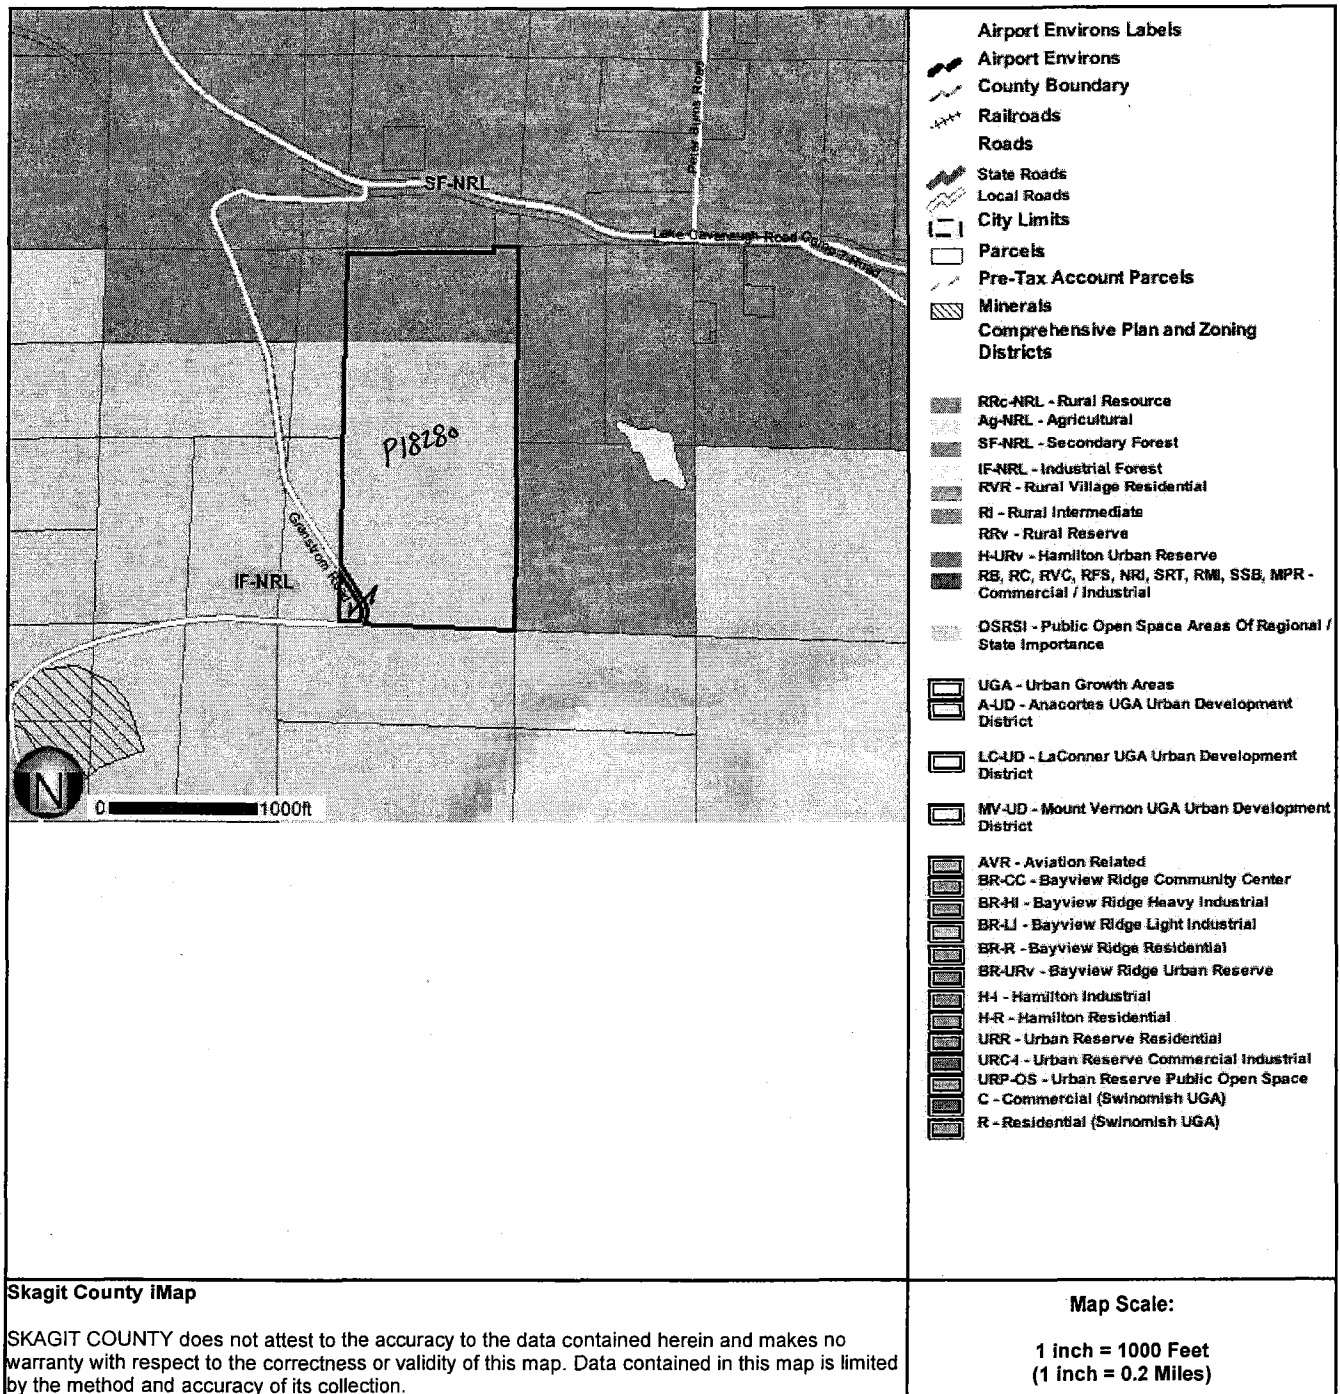 Peter Burns Road
SF-NRL
Lake Cavanaugh Road
Road
P18280
Granstrom Road
IF-NRL
N
0 1000ft
Airport Environs Labels
Airport Environs
County Boundary
Railroads
Roads
State Roads
Local Roads
City Limits
Parcels
Pre-Tax Account Parcels
Minerals
Comprehensive Plan and Zoning
Districts
RRc-NRL - Rural Resource
Ag-NRL - Agricultural
SF-NRL - Secondary Forest
IF-NRL - Industrial Forest
RVR - Rural Village Residential
RI - Rural Intermediate
RRv - Rural Reserve
H-URv - Hamilton Urban Reserve
RB, RC, RVC, RFS, NRI, SRT, RMI, SSB, MPR -
Commercial / Industrial
OSRSI - Public Open Space Areas Of Regional /
State Importance
UGA - Urban Growth Areas
A-UD - Anacortes UGA Urban Development
District
LC-UD - LaConner UGA Urban Development
District
MV-UD - Mount Vernon UGA Urban Development
District
AVR - Aviation Related
BR-CC - Bayview Ridge Community Center
BR-HI - Bayview Ridge Heavy Industrial
BR-LI - Bayview Ridge Light Industrial
BR-R - Bayview Ridge Residential
BR-URv - Bayview Ridge Urban Reserve
H-I - Hamilton Industrial
H-R - Hamilton Residential
URR - Urban Reserve Residential
URC-I - Urban Reserve Commercial Industrial
URP-OS - Urban Reserve Public Open Space
C - Commercial (Swinomish UGA)
R - Residential (Swinomish UGA)
Skagit County iMap
SKAGIT COUNTY does not attest to the accuracy to the data contained herein and makes no
warranty with respect to the correctness or validity of this map. Data contained in this map is limited
by the method and accuracy of its collection.
Map Scale:
1 inch = 1000 Feet
(1 inch = 0.2 Miles)